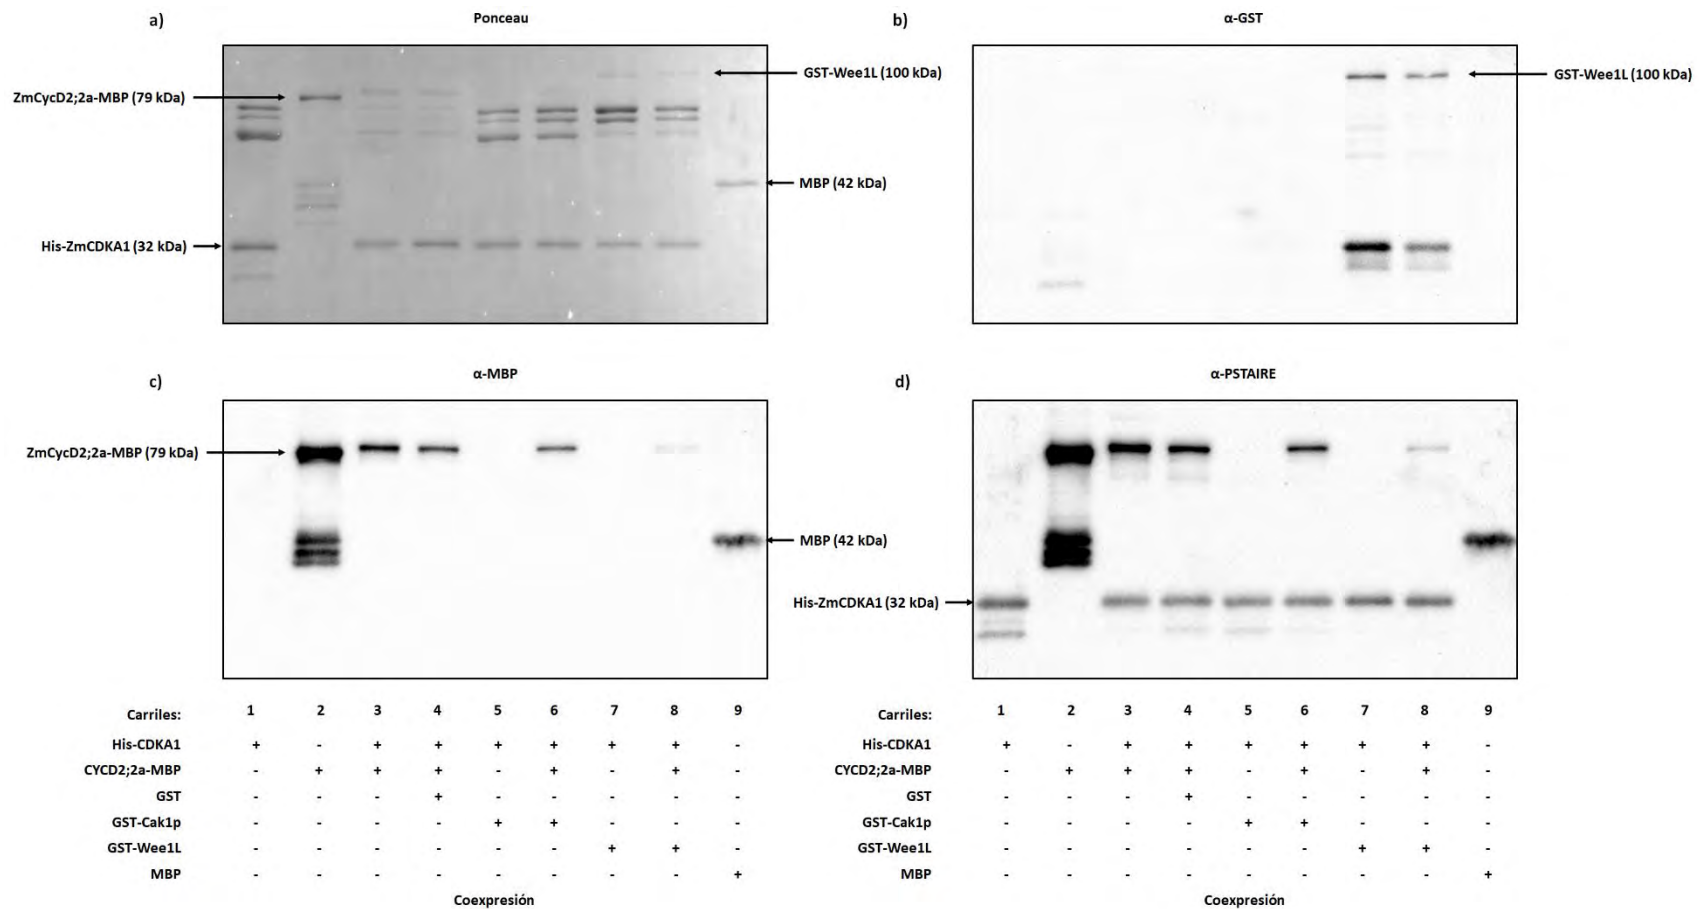 a)
Ponceau
b)
α-GST
GST-Wee1L (100 kDa)
GST-Wee1L (100 kDa)
ZmCycD2;2a-MBP (79 kDa)
MBP (42 kDa)
His-ZmCDKA1 (32 kDa)
c)
α-MBP
d)
α-PSTAIRE
ZmCycD2;2a-MBP (79 kDa)
MBP (42 kDa)
His-ZmCDKA1 (32 kDa)
Carriles: 1 2 3 4 5 6 7 8 9
His-CDKA1 + - + + + + + + -
CYCD2;2a-MBP - + + + - + - + -
GST - - - + - - - - -
GST-Cak1p - - - - + + - - -
GST-Wee1L - - - - - - + + -
MBP - - - - - - - - +
Coexpresión
Carriles: 1 2 3 4 5 6 7 8 9
His-CDKA1 + - + + + + + + -
CYCD2;2a-MBP - + + + - + - + -
GST - - - + - - - - -
GST-Cak1p - - - - + + - - -
GST-Wee1L - - - - - - + + -
MBP - - - - - - - - +
Coexpresión